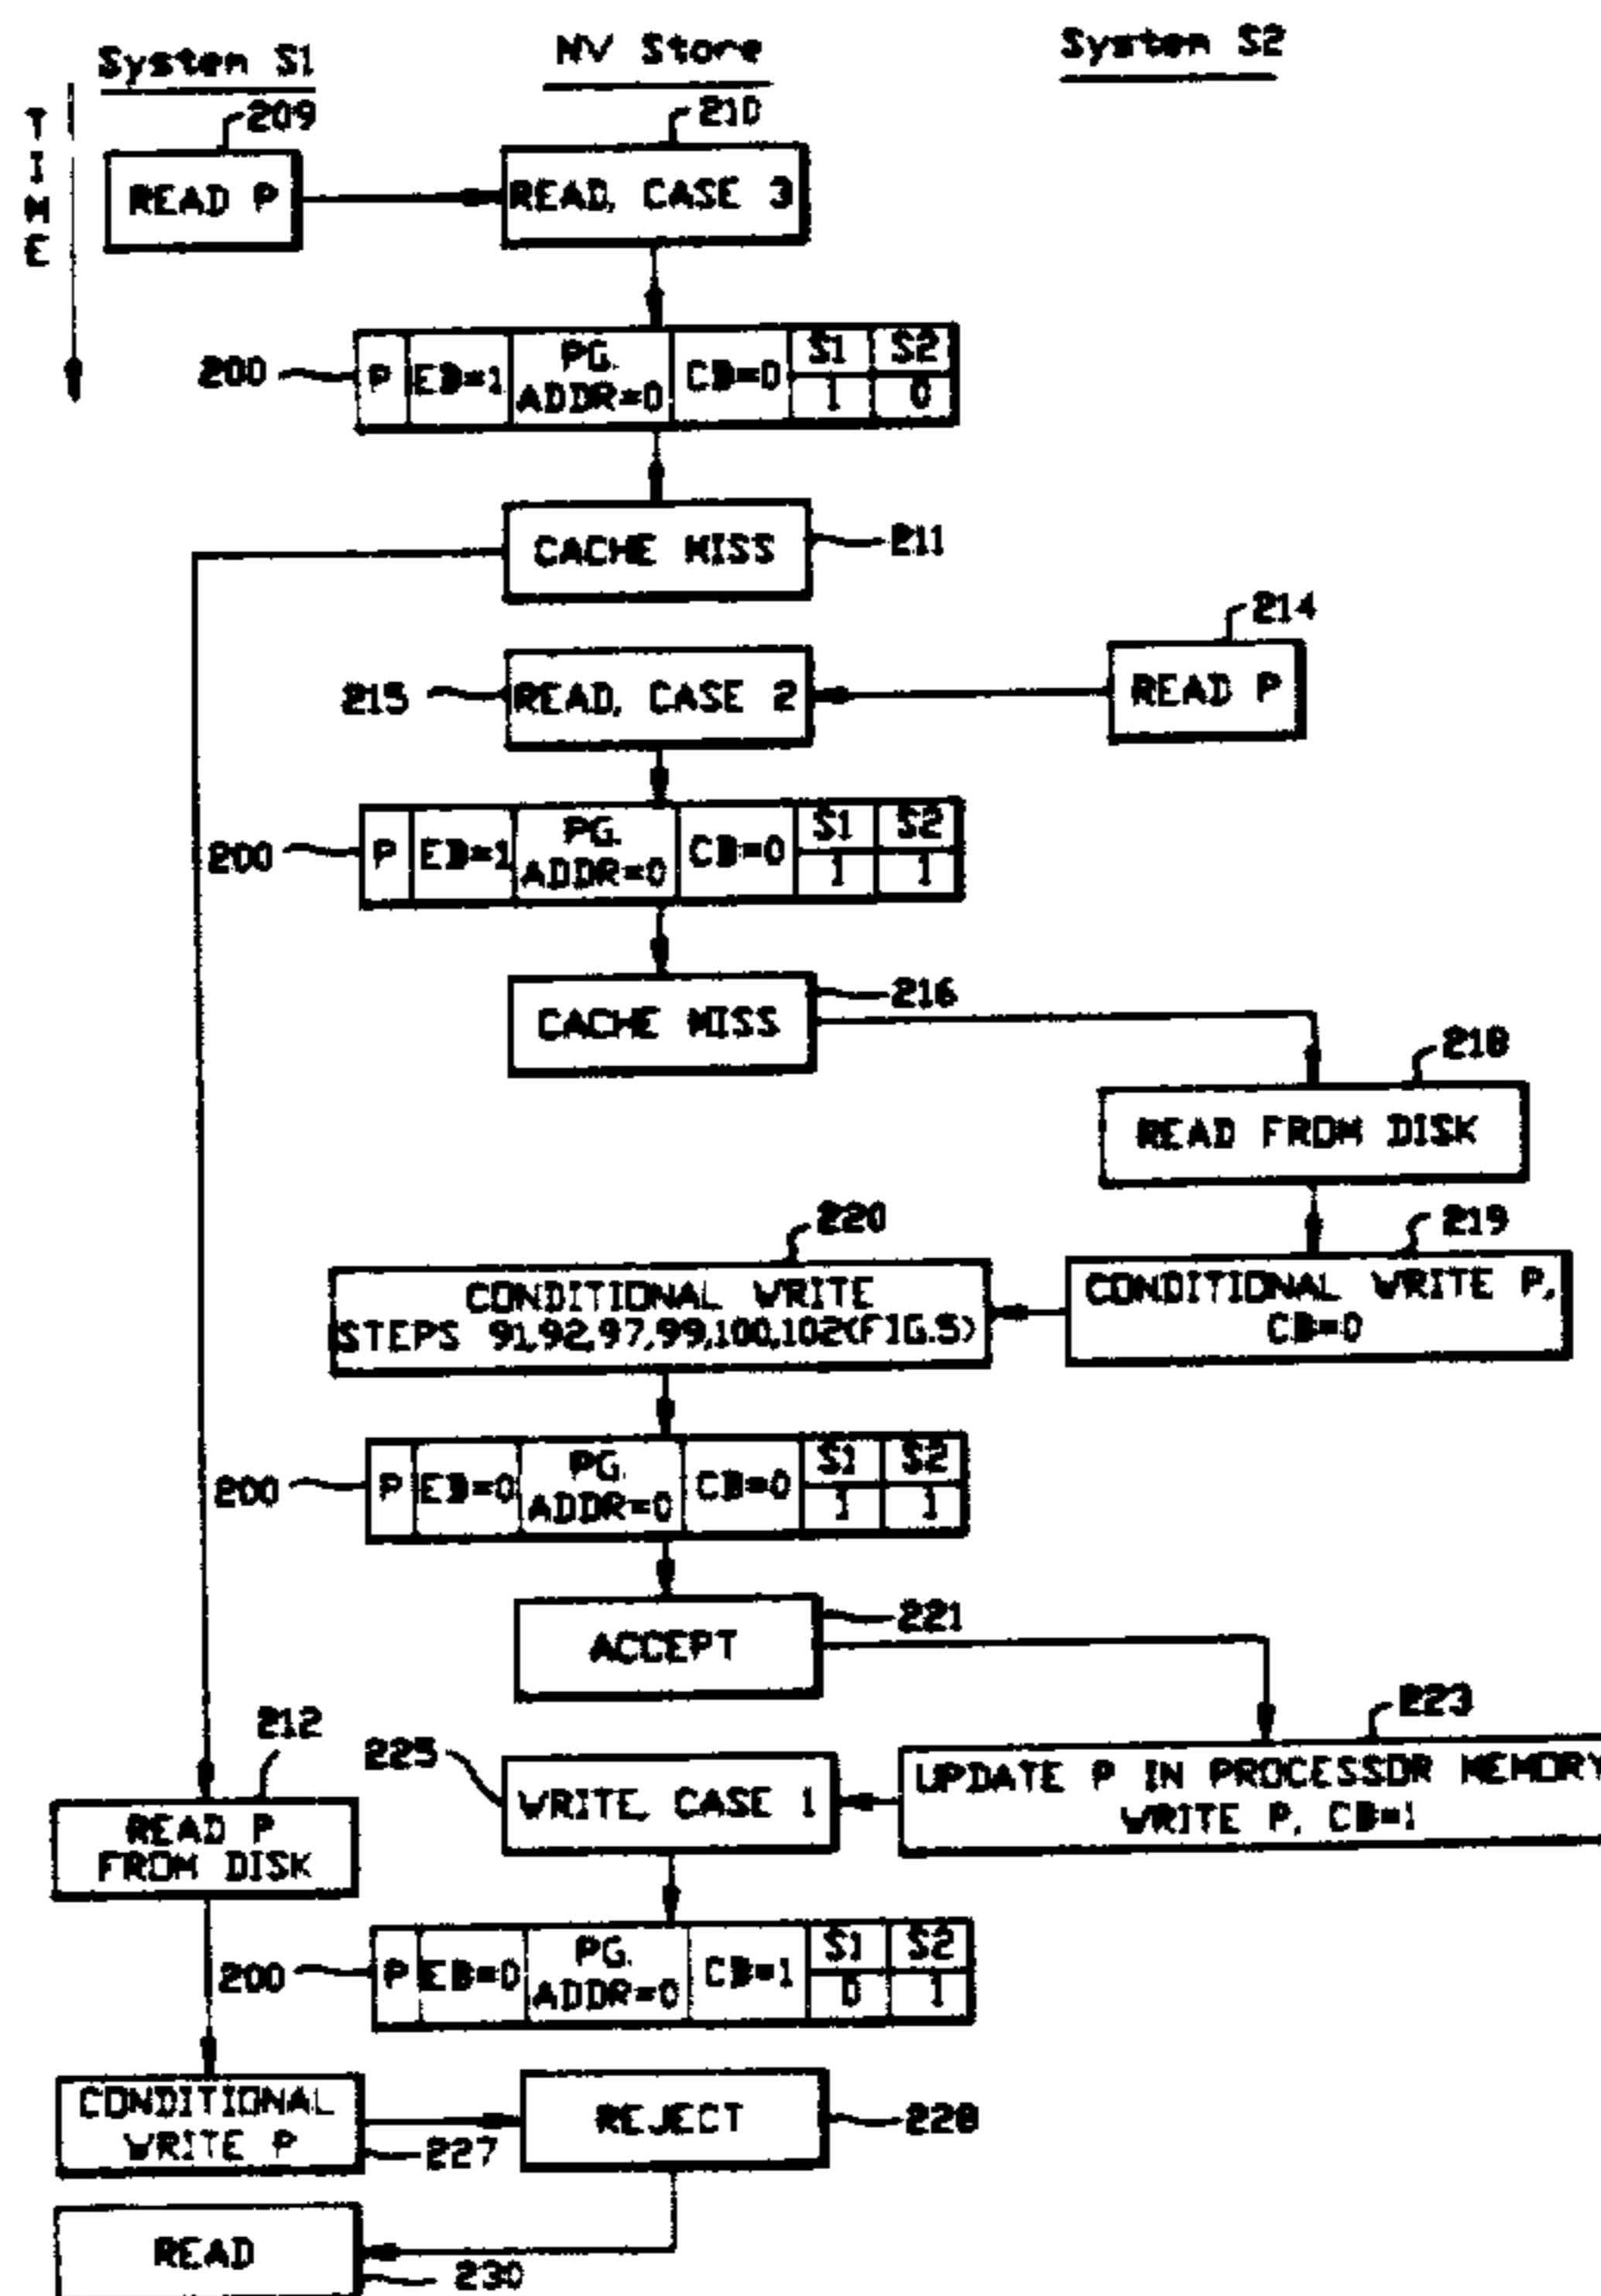 System S1
NV Store
System S2
TIME
209
READ P
210
READ, CASE 3
200
P EB=1 PG. ADDR=0 CB=0 S1 1 S2 0
CACHE MISS
211
214
READ P
215
READ, CASE 2
200
P EB=1 PG. ADDR=0 CB=0 S1 1 S2 1
CACHE MISS
216
218
READ FROM DISK
219
CONDITIONAL WRITE P,
CB=0
220
CONDITIONAL WRITE
STEPS 91,92,97,99,100,102(FIG.5)
200
P EB=0 PG. ADDR=0 CB=0 S1 1 S2 1
ACCEPT
221
223
UPDATE P IN PROCESSOR MEMORY
WRITE P, CB=1
225
WRITE, CASE 1
212
READ P
FROM DISK
200
P EB=0 PG. ADDR=0 CB=1 S1 0 S2 1
CONDITIONAL
WRITE P
227
REJECT
228
READ
230